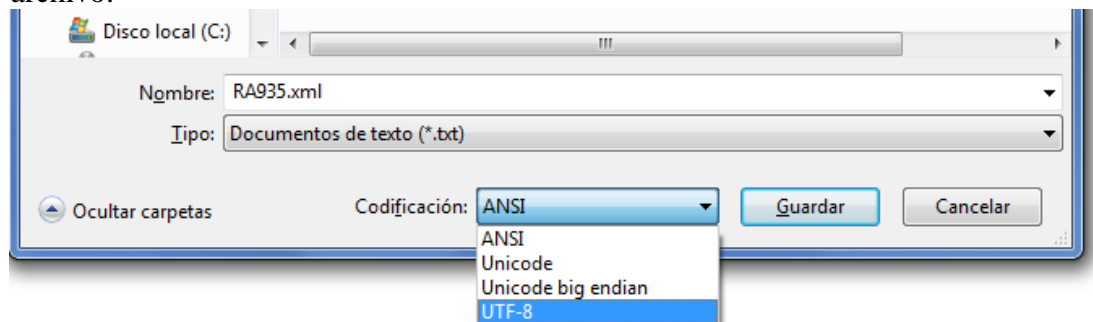 archivo.
Disco local (C:)
Nombre: RA935.xml
Tipo: Documentos de texto (*.txt)
Ocultar carpetas Codificación: ANSI Guardar Cancelar
ANSI
Unicode
Unicode big endian
UTF-8